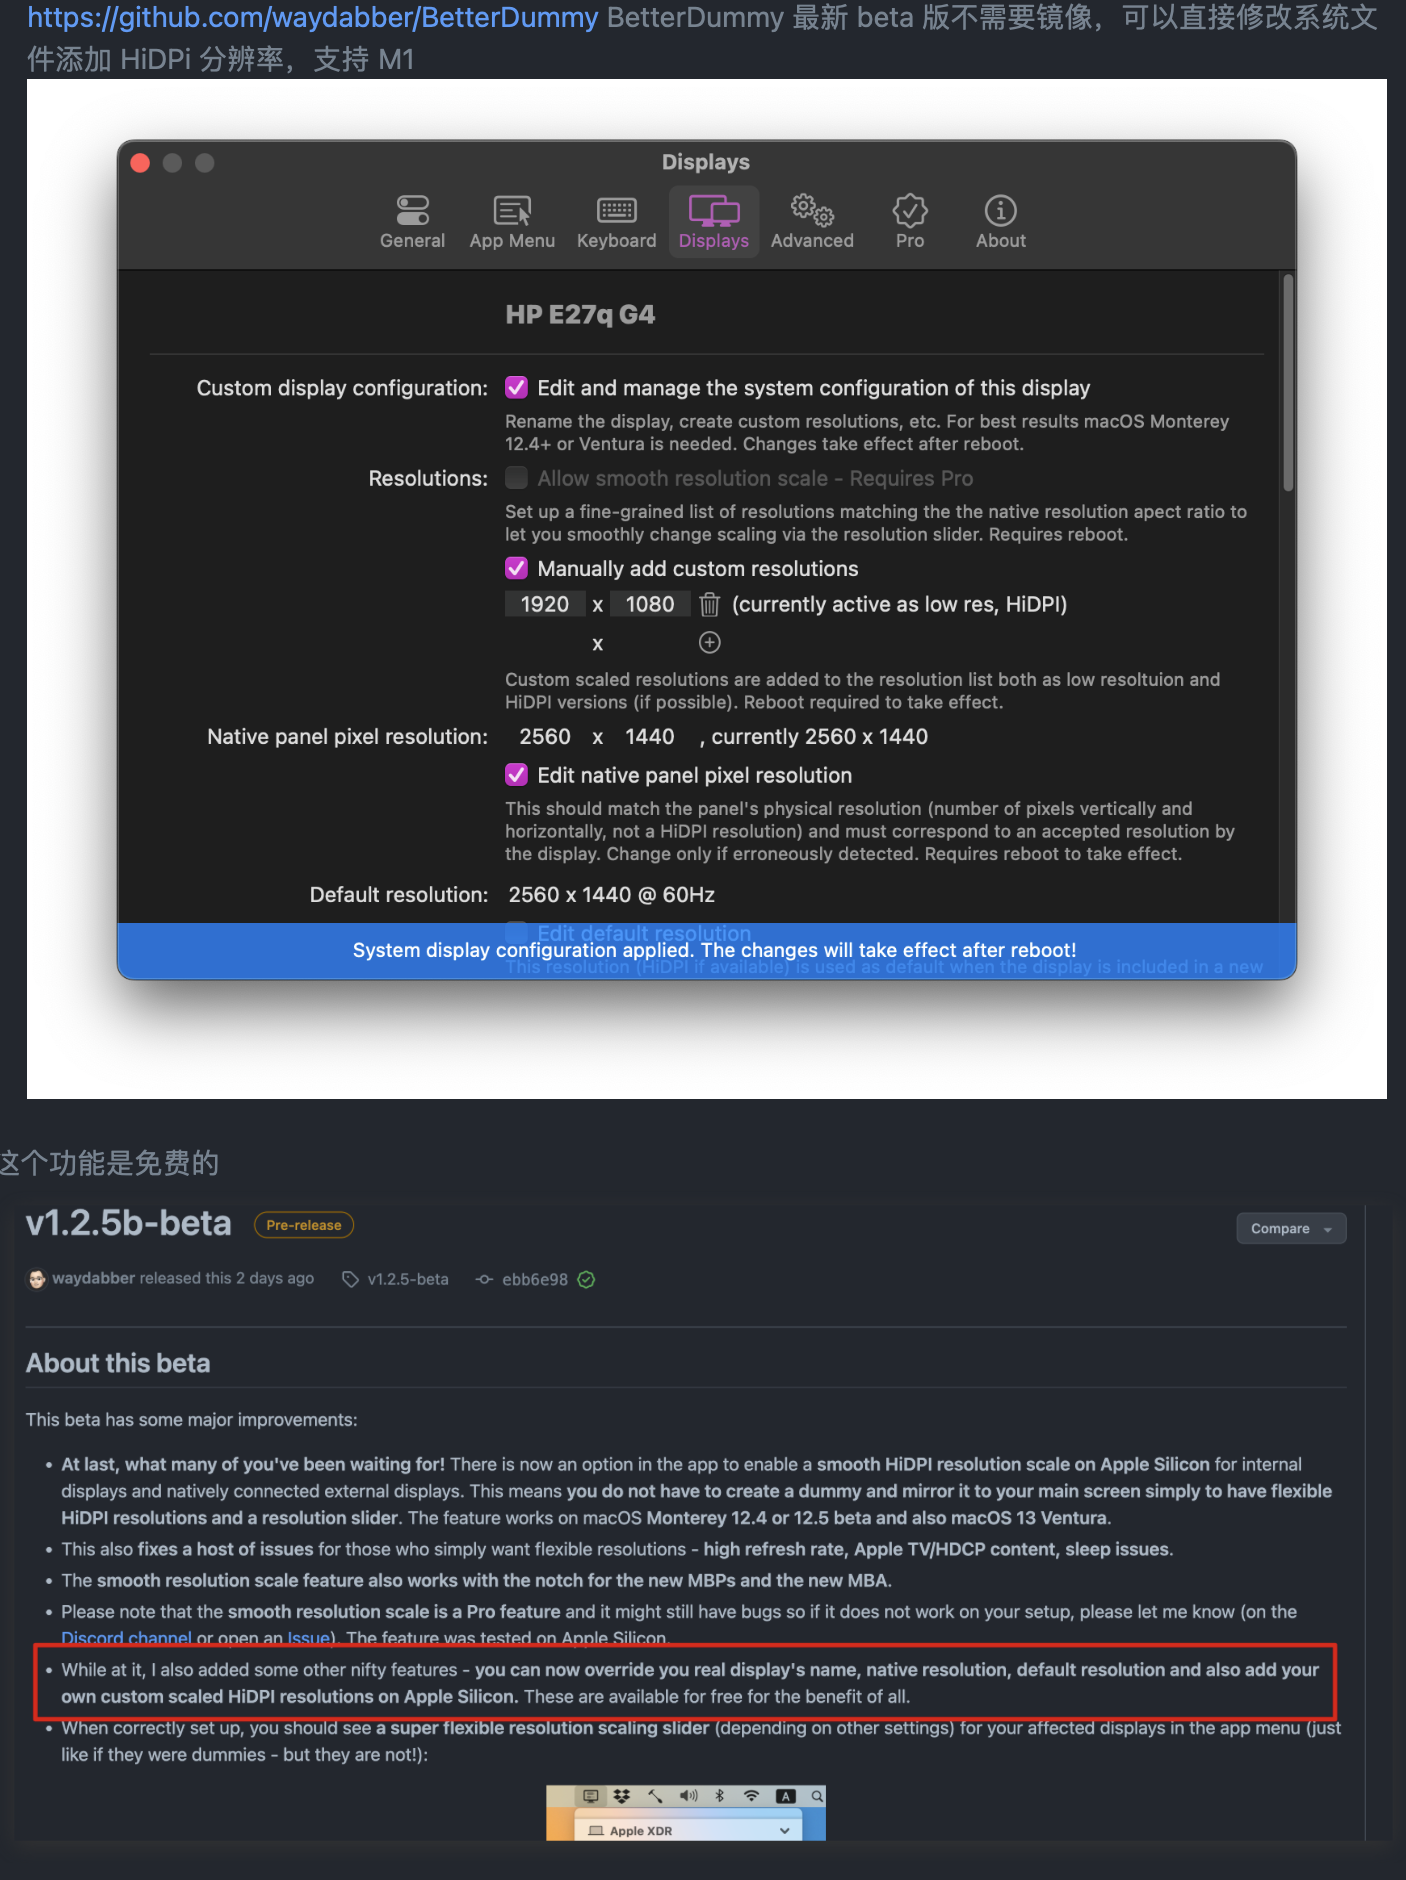 https://github.com/waydabber/BetterDummy BetterDummy 最新 beta 版不需要镜像，可以直接修改系统文
件添加 HiDPi 分辨率，支持 M1
Displays
General App Menu Keyboard Displays Advanced Pro About
HP E27q G4
Custom display configuration: Edit and manage the system configuration of this display
Rename the display, create custom resolutions, etc. For best results macOS Monterey
12.4+ or Ventura is needed. Changes take effect after reboot.
Resolutions: Allow smooth resolution scale - Requires Pro
Set up a fine-grained list of resolutions matching the the native resolution apect ratio to
let you smoothly change scaling via the resolution slider. Requires reboot.
Manually add custom resolutions
1920 x 1080 (currently active as low res, HiDPI)
x
Custom scaled resolutions are added to the resolution list both as low resoltuion and
HiDPI versions (if possible). Reboot required to take effect.
Native panel pixel resolution: 2560 x 1440 , currently 2560 x 1440
Edit native panel pixel resolution
This should match the panel's physical resolution (number of pixels vertically and
horizontally, not a HiDPI resolution) and must correspond to an accepted resolution by
the display. Change only if erroneously detected. Requires reboot to take effect.
Default resolution: 2560 x 1440 @ 60Hz
Edit default resolution
System display configuration applied. The changes will take effect after reboot!
This resolution (HiDPI if available) is used as default when the display is included in a new
这个功能是免费的
v1.2.5b-beta Pre-release Compare
waydabber released this 2 days ago v1.2.5-beta ebb6e98
About this beta
This beta has some major improvements:
• At last, what many of you've been waiting for! There is now an option in the app to enable a smooth HiDPI resolution scale on Apple Silicon for internal
displays and natively connected external displays. This means you do not have to create a dummy and mirror it to your main screen simply to have flexible
HiDPI resolutions and a resolution slider. The feature works on macOS Monterey 12.4 or 12.5 beta and also macOS 13 Ventura.
• This also fixes a host of issues for those who simply want flexible resolutions - high refresh rate, Apple TV/HDCP content, sleep issues.
• The smooth resolution scale feature also works with the notch for the new MBPs and the new MBA.
• Please note that the smooth resolution scale is a Pro feature and it might still have bugs so if it does not work on your setup, please let me know (on the
Discord channel or open an Issue). The feature was tested on Apple Silicon.
• While at it, I also added some other nifty features - you can now override you real display's name, native resolution, default resolution and also add your
own custom scaled HiDPI resolutions on Apple Silicon. These are available for free for the benefit of all.
• When correctly set up, you should see a super flexible resolution scaling slider (depending on other settings) for your affected displays in the app menu (just
like if they were dummies - but they are not!):
A
Apple XDR